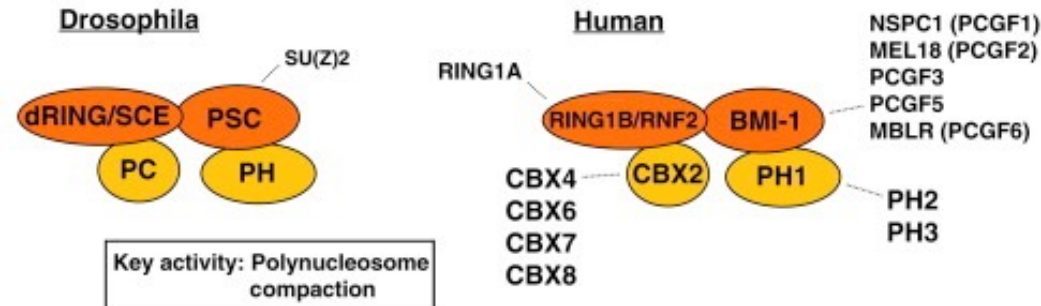 Drosophila
SU(Z)2
dRING/SCE
PSC
PC
PH
Key activity: Polynucleosome
compaction
Human
RING1A
RING1B/RNF2
BMI-1
NSPC1 (PCGF1)
MEL18 (PCGF2)
PCGF3
PCGF5
MBLR (PCGF6)
CBX2
PH1
CBX4
CBX6
CBX7
CBX8
PH2
PH3